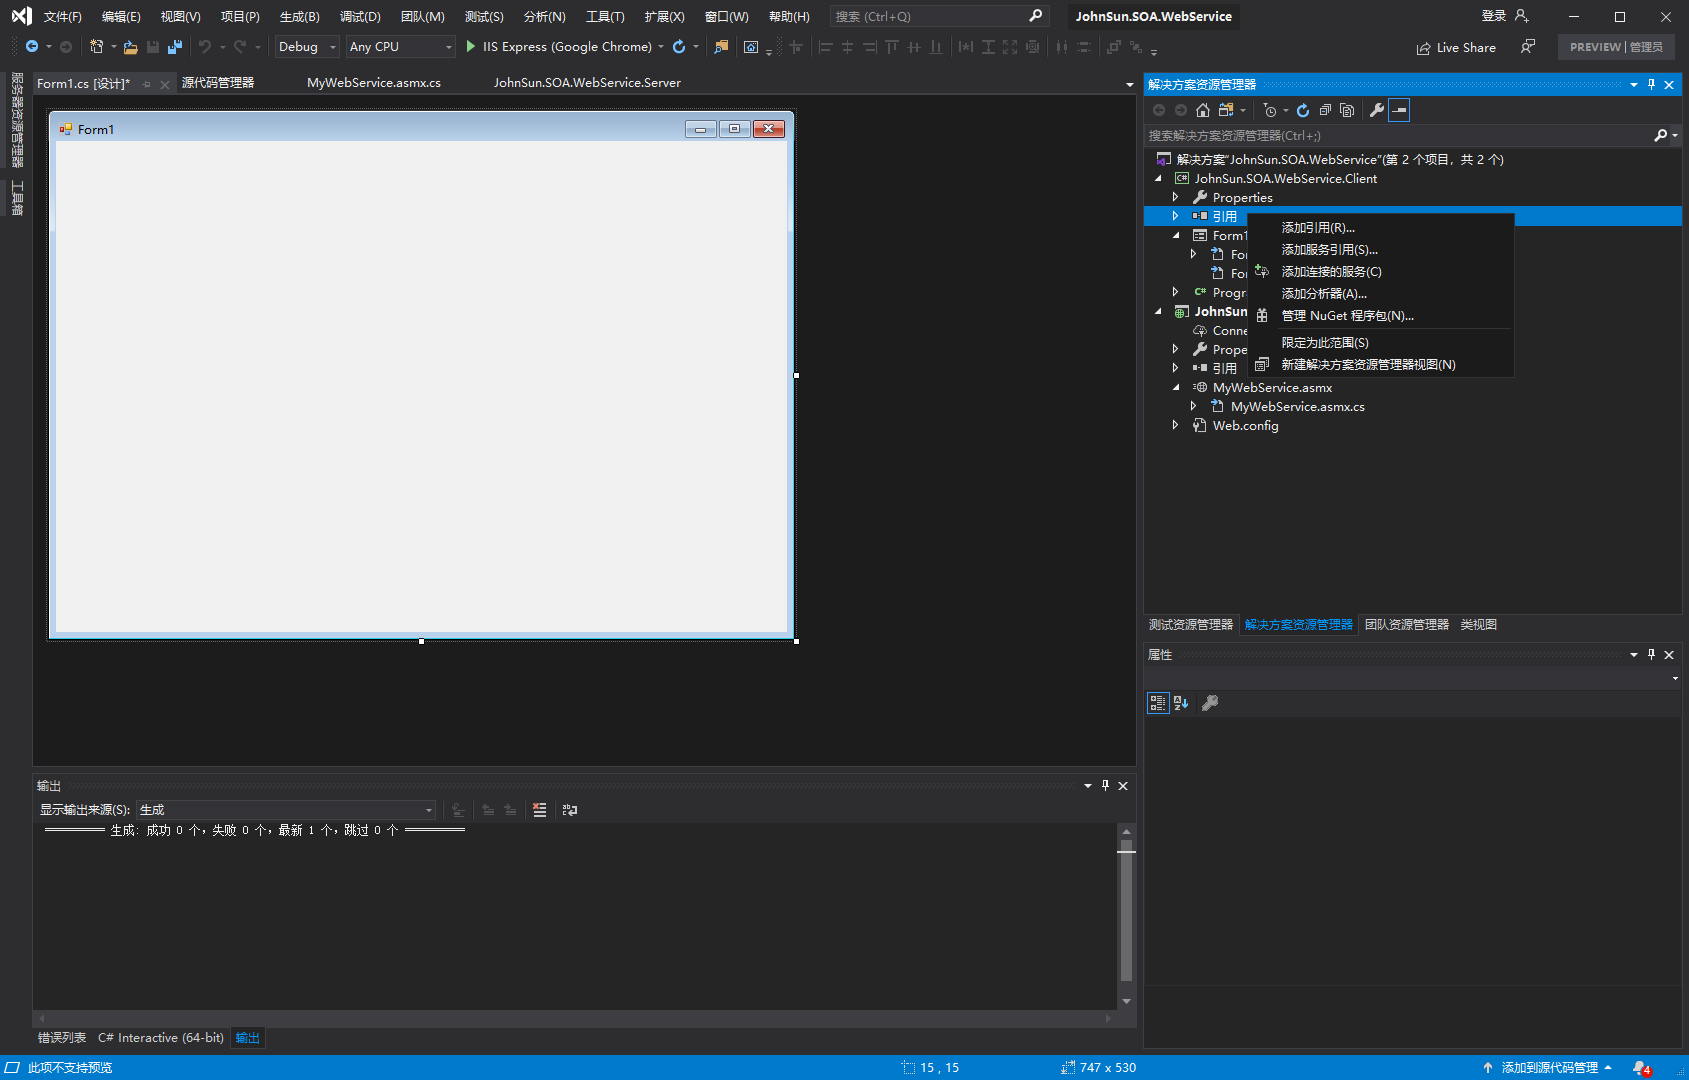 文件(F) 编辑(E) 视图(V) 项目(P) 生成(B) 调试(D) 团队(M) 测试(S) 分析(N) 工具(T) 扩展(X) 窗口(W) 帮助(H) 搜索 (Ctrl+Q) JohnSun.SOA.WebService 登录
Debug Any CPU IIS Express (Google Chrome) Live Share PREVIEW 管理员
服务器资源管理器
工具箱
Form1.cs [设计]* 源代码管理器 MyWebService.asmx.cs JohnSun.SOA.WebService.Server
Form1
解决方案资源管理器
搜索解决方案资源管理器(Ctrl+;)
解决方案"JohnSun.SOA.WebService"(第 2 个项目，共 2 个)
JohnSun.SOA.WebService.Client
Properties
引用
Form1
For
For
Progr
JohnSun
Conne
Prope
引用
MyWebService.asmx
MyWebService.asmx.cs
Web.config
添加引用(R)...
添加服务引用(S)...
添加连接的服务(C)
添加分析器(A)...
管理 NuGet 程序包(N)...
限定为此范围(S)
新建解决方案资源管理器视图(N)
测试资源管理器 解决方案资源管理器 团队资源管理器 类视图
属性
输出
显示输出来源(S): 生成
========== 生成: 成功 0 个，失败 0 个，最新 1 个，跳过 0 个 ==========
错误列表 C# Interactive (64-bit) 输出
此项不支持预览 15 , 15 747 x 530 添加到源代码管理 4